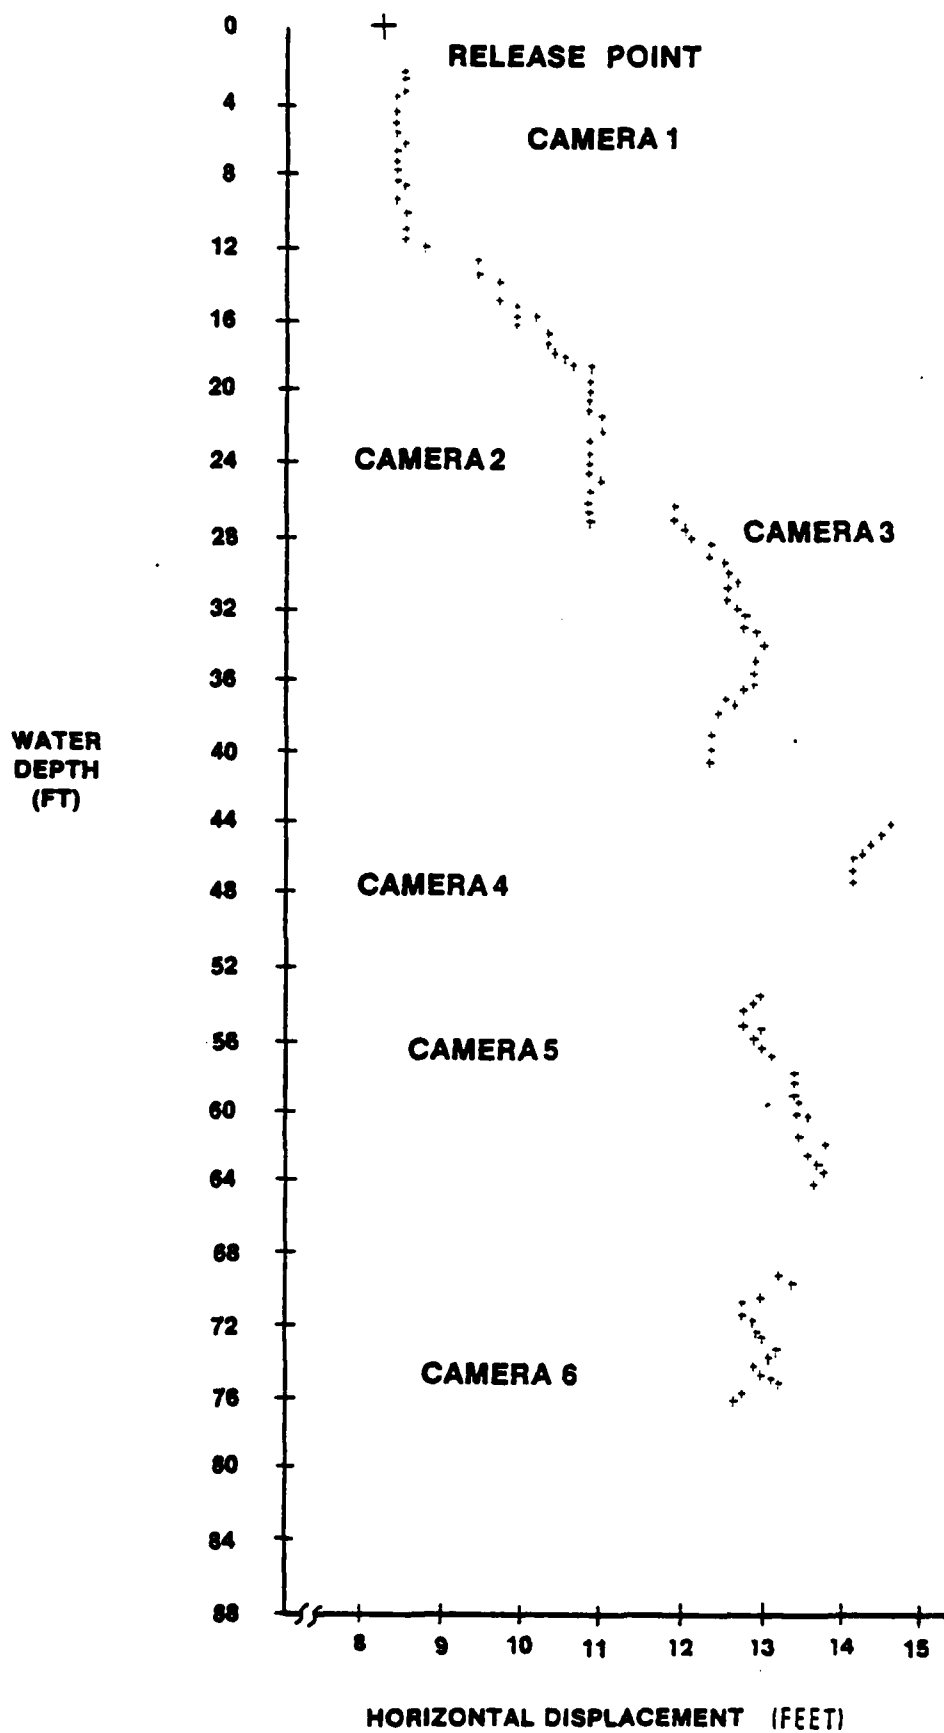 0
RELEASE POINT
4
CAMERA 1
8
12
16
20
CAMERA 2
24
CAMERA 3
28
32
36
WATER
DEPTH
(FT)
40
44
CAMERA 4
48
52
CAMERA 5
56
60
64
68
72
CAMERA 6
76
80
84
88
8 9 10 11 12 13 14 15
HORIZONTAL DISPLACEMENT (FEET)